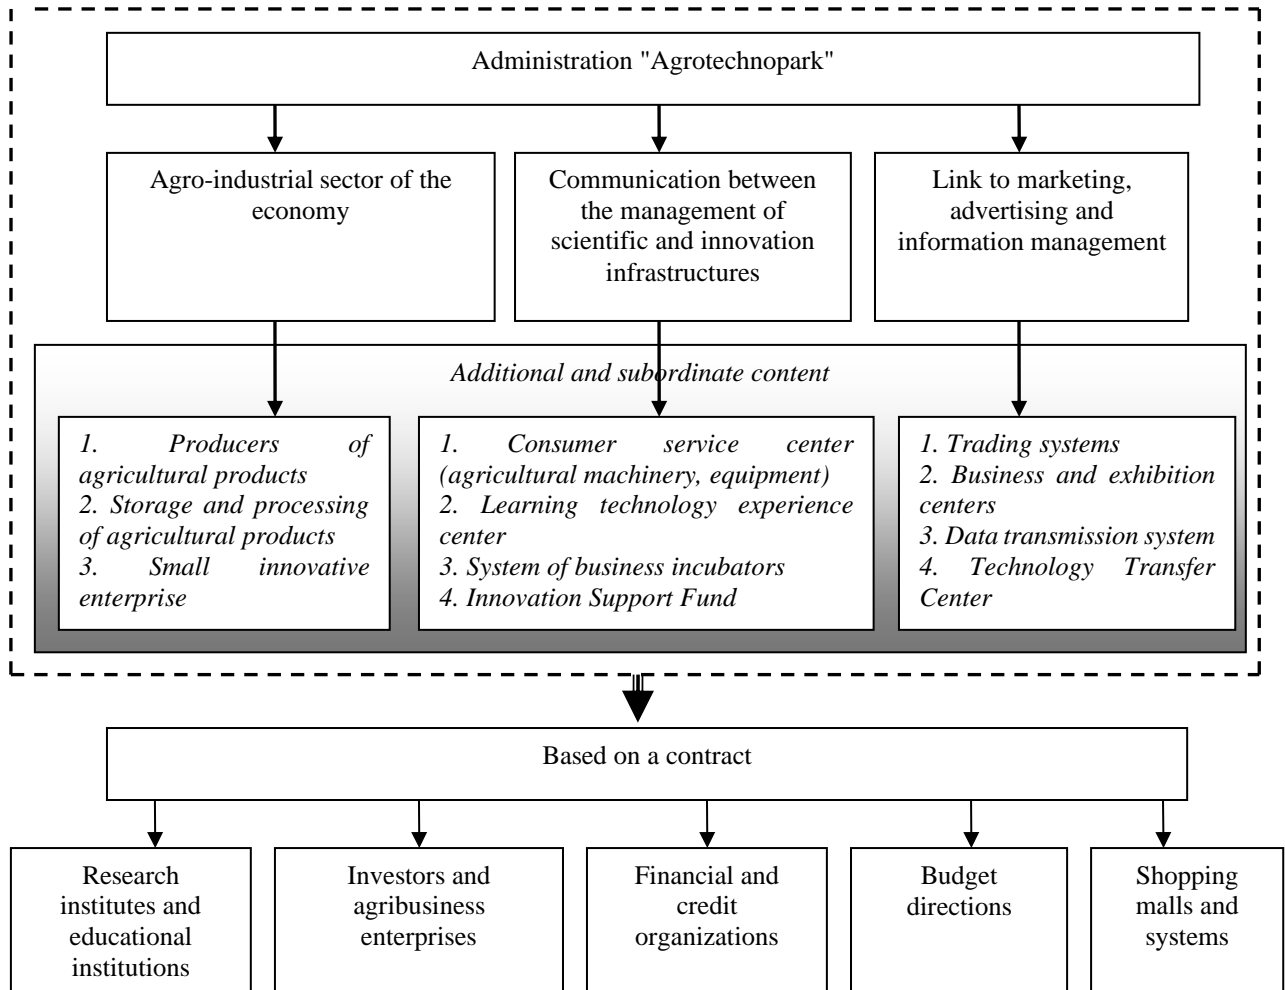 Administration "Agrotechnopark"
Agro-industrial sector of the
economy
Communication between
the management of
scientific and innovation
infrastructures
Link to marketing,
advertising and
information management
Additional and subordinate content
1. Producers of
agricultural products
2. Storage and processing
of agricultural products
3. Small innovative
enterprise
1. Consumer service center
(agricultural machinery, equipment)
2. Learning technology experience
center
3. System of business incubators
4. Innovation Support Fund
1. Trading systems
2. Business and exhibition
centers
3. Data transmission system
4. Technology Transfer
Center
Based on a contract
Research
institutes and
educational
institutions
Investors and
agribusiness
enterprises
Financial and
credit
organizations
Budget
directions
Shopping
malls and
systems